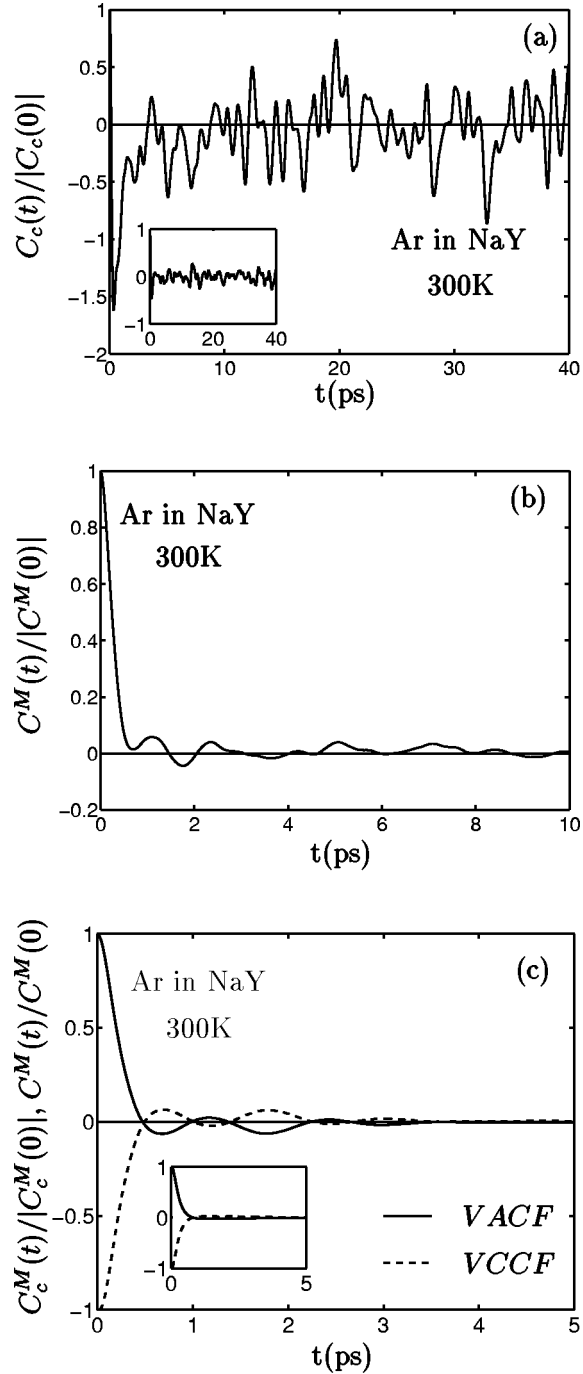 (a)
1
0.5
0
-0.5
-1
-1.5
-2
C_c(t)/|C_c(0)|
Ar in NaY
300K
1
0
-1
0 20 40
0 10 20 30 40
t(ps)
(b)
1
0.8
0.6
0.4
0.2
0
-0.2
C^M(t)/|C^M(0)|
Ar in NaY
300K
0 2 4 6 8 10
t(ps)
(c)
1
0.5
0
-0.5
-1
C_c^M(t)/|C_c^M(0)|, C^M(t)/C^M(0)
Ar in NaY
300K
1
0
-1
0 5
VACF
VCCF
0 1 2 3 4 5
t(ps)